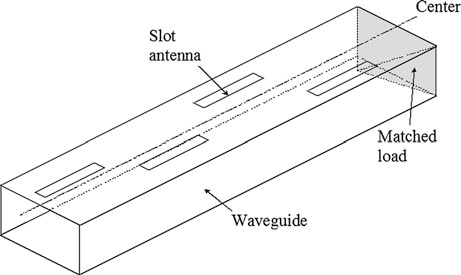 Center
Slot
antenna
Matched
load
Waveguide